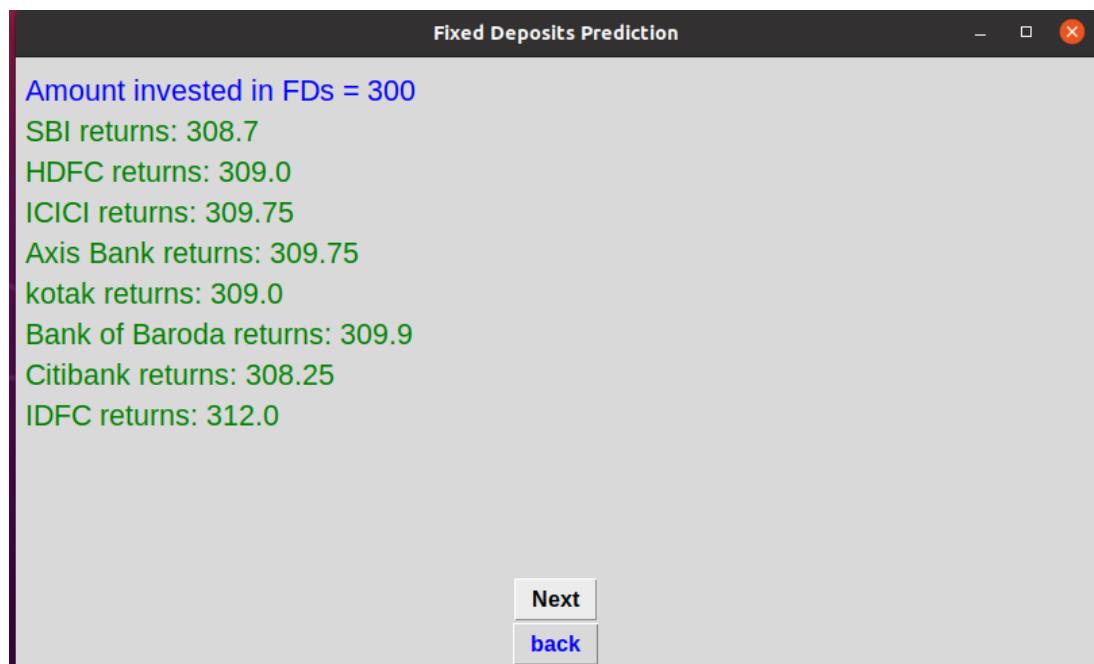 Fixed Deposits Prediction
Amount invested in FDs = 300
SBI returns: 308.7
HDFC returns: 309.0
ICICI returns: 309.75
Axis Bank returns: 309.75
kotak returns: 309.0
Bank of Baroda returns: 309.9
Citibank returns: 308.25
IDFC returns: 312.0
Next
back